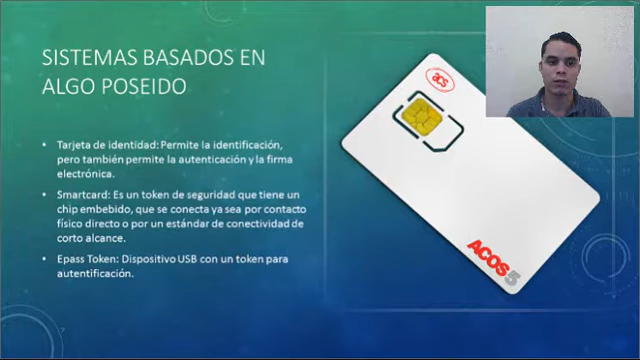 SISTEMAS BASADOS EN
ALGO POSEIDO
• Tarjeta de identidad: Permite la identificación,
pero también permite la autenticación y la firma
electrónica.
• Smartcard: Es un token de seguridad que tiene un
chip embebido, que se conecta ya sea por contacto
físico directo o por un estándar de conectividad de
corto alcance.
• Epass Token: Dispositivo USB con un token para
autentificación.
acs
ACOS5